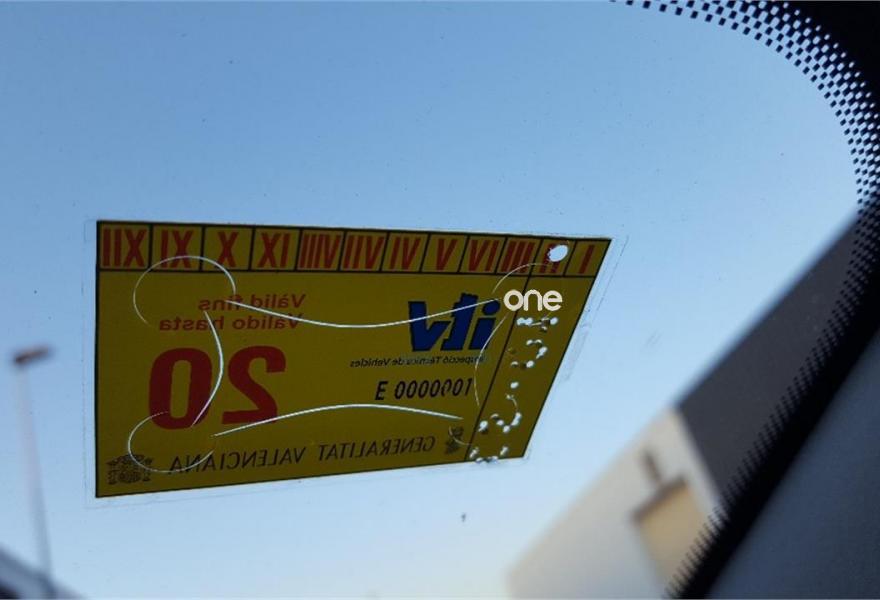 I II III IV V VI VII VIII IX X XI XII
one
itv
Inspecció Tècnica de Vehicles
Vàlid fins
Válido hasta
20
E 0000001
GENERALITAT VALENCIANA